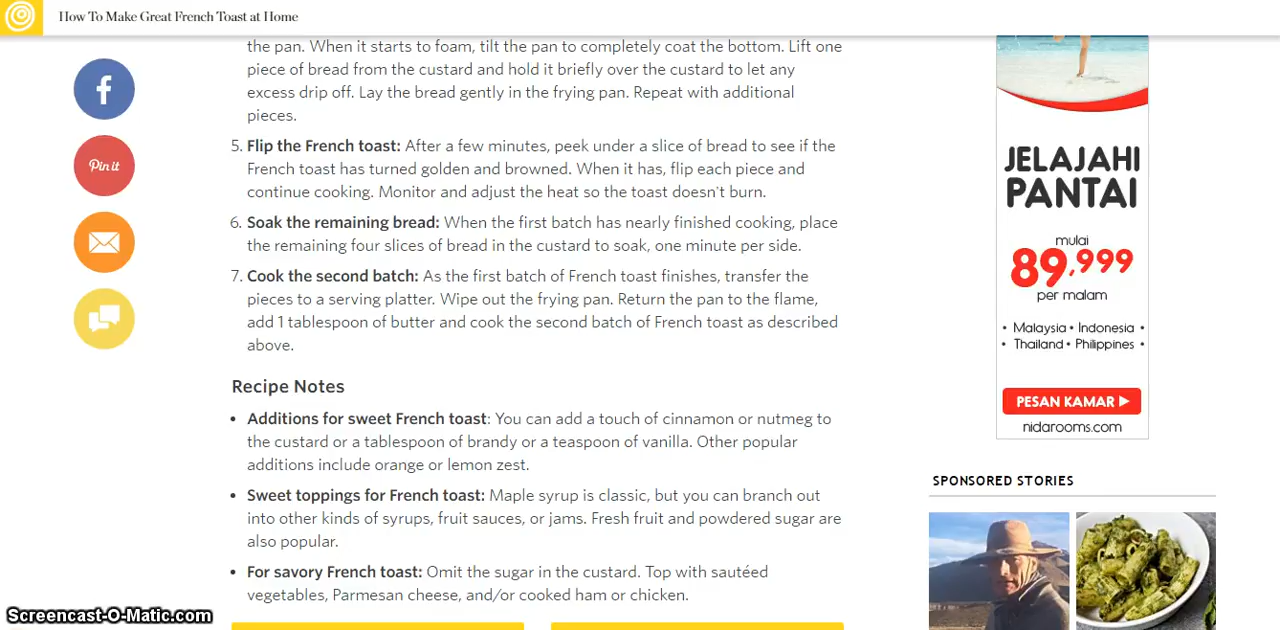 How To Make Great French Toast at Home
the pan. When it starts to foam, tilt the pan to completely coat the bottom. Lift one
piece of bread from the custard and hold it briefly over the custard to let any
excess drip off. Lay the bread gently in the frying pan. Repeat with additional
pieces.
5. Flip the French toast: After a few minutes, peek under a slice of bread to see if the
French toast has turned golden and browned. When it has, flip each piece and
continue cooking. Monitor and adjust the heat so the toast doesn't burn.
6. Soak the remaining bread: When the first batch has nearly finished cooking, place
the remaining four slices of bread in the custard to soak, one minute per side.
7. Cook the second batch: As the first batch of French toast finishes, transfer the
pieces to a serving platter. Wipe out the frying pan. Return the pan to the flame,
add 1 tablespoon of butter and cook the second batch of French toast as described
above.
Recipe Notes
• Additions for sweet French toast: You can add a touch of cinnamon or nutmeg to
the custard or a tablespoon of brandy or a teaspoon of vanilla. Other popular
additions include orange or lemon zest.
• Sweet toppings for French toast: Maple syrup is classic, but you can branch out
into other kinds of syrups, fruit sauces, or jams. Fresh fruit and powdered sugar are
also popular.
• For savory French toast: Omit the sugar in the custard. Top with sautéed
vegetables, Parmesan cheese, and/or cooked ham or chicken.
f
Pin it
JELAJAHI
PANTAI
mulai
89,999
per malam
• Malaysia • Indonesia •
• Thailand • Philippines •
PESAN KAMAR
nidarooms.com
SPONSORED STORIES
Screencast-O-Matic.com